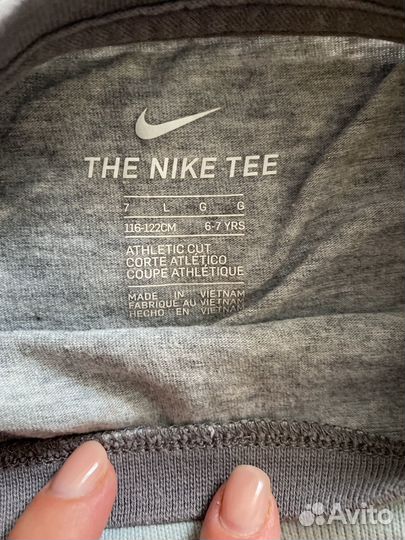 THE NIKE TEE
7 L G G
116-122CM 6-7 YRS
ATHLETIC CUT
CORTE ATLÉTICO
COUPE ATHLÉTIQUE
MADE IN VIETNAM
FABRIQUÉ AU VIETNAM
HECHO EN VIETNAM
Avito